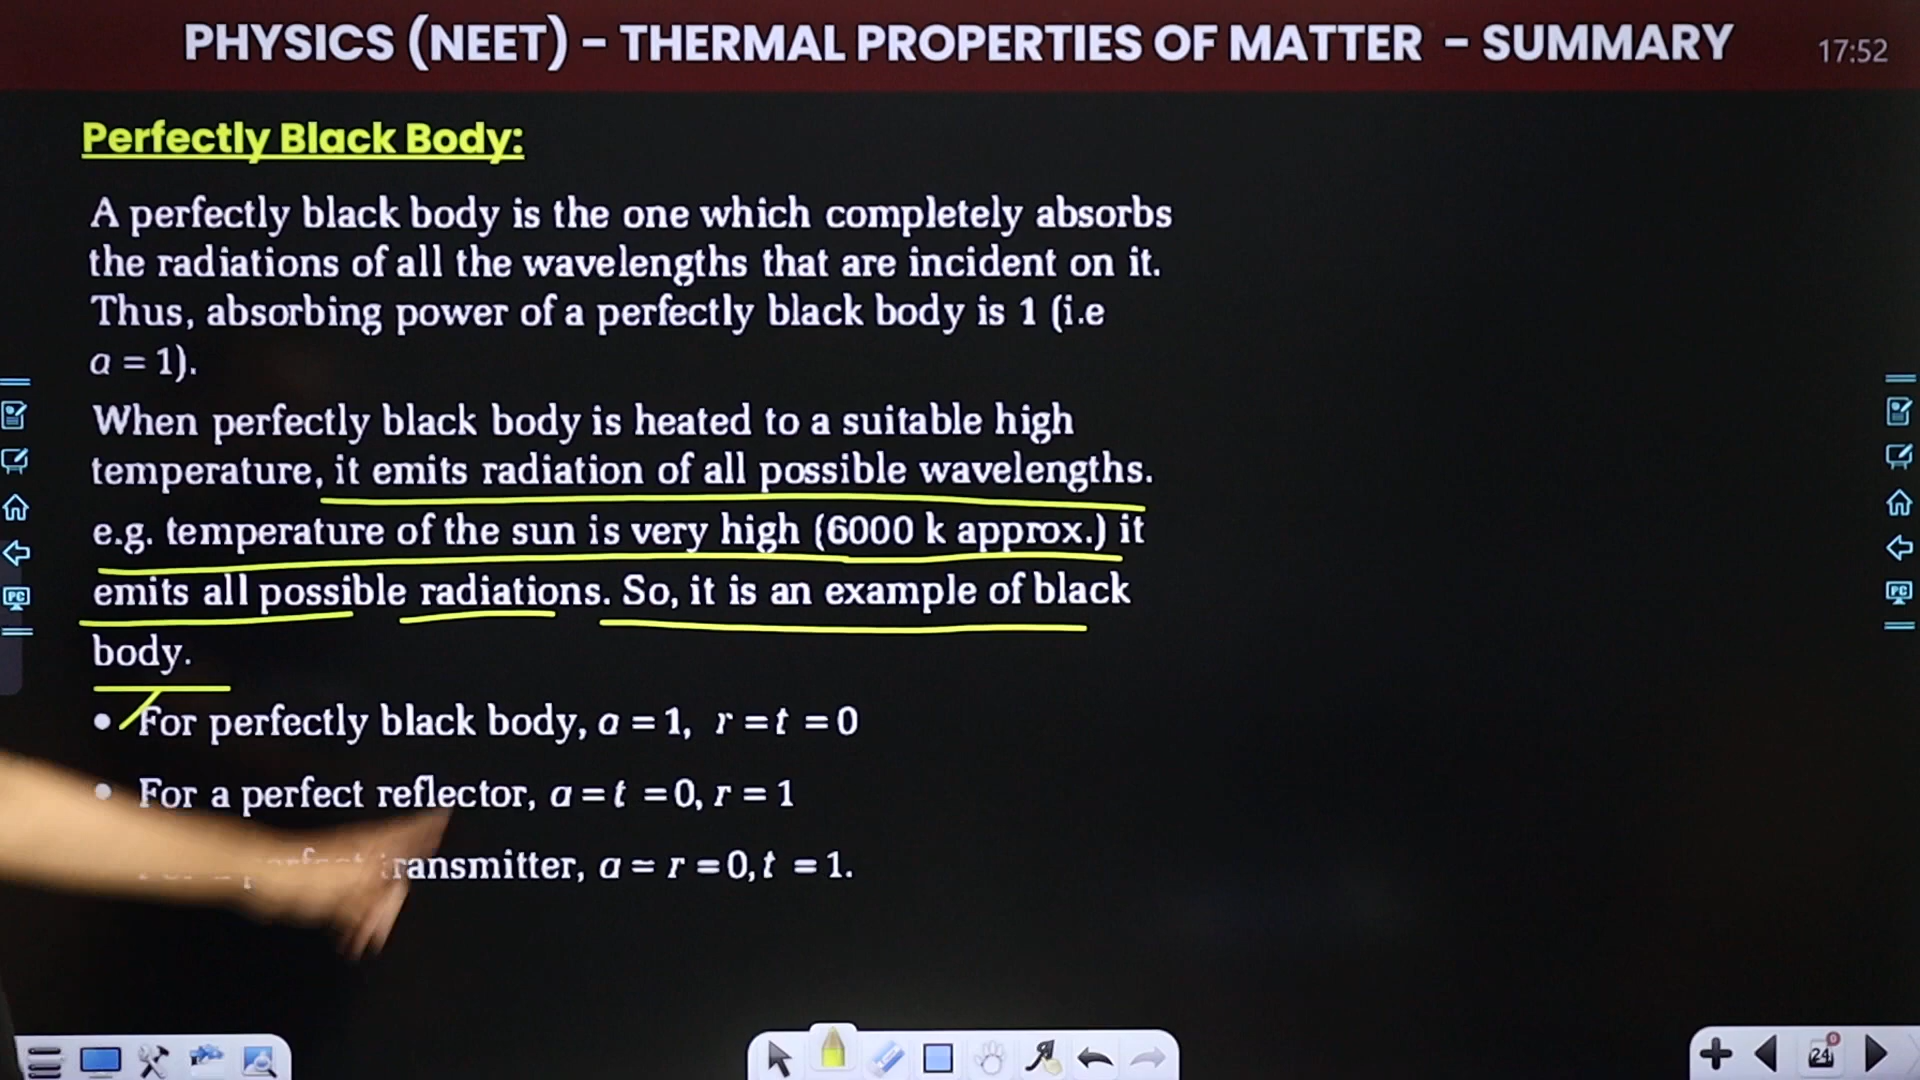 PHYSICS (NEET) – THERMAL PROPERTIES OF MATTER – SUMMARY
17:52
Perfectly Black Body:
A perfectly black body is the one which completely absorbs
the radiations of all the wavelengths that are incident on it.
Thus, absorbing power of a perfectly black body is 1 (i.e
a = 1).
When perfectly black body is heated to a suitable high
temperature, it emits radiation of all possible wavelengths.
e.g. temperature of the sun is very high (6000 k approx.) it
emits all possible radiations. So, it is an example of black
body.
• For perfectly black body, a = 1, r = t = 0
• For a perfect reflector, a = t = 0, r = 1
transmitter, a = r = 0, t = 1.
PC
PC
24